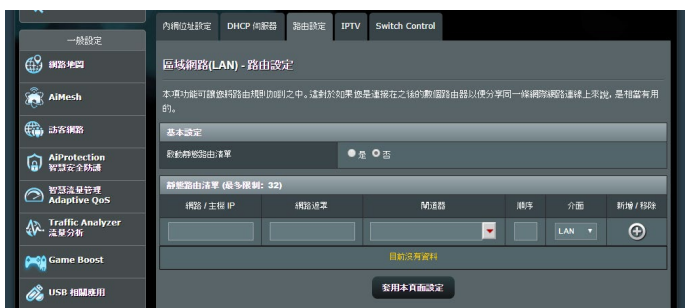 內網位址設定 DHCP 伺服器 路由設定 IPTV Switch Control
一般設定
網路地圖
AiMesh
訪客網路
AiProtection
智慧安全防護
智慧流量管理
Adaptive QoS
Traffic Analyzer
流量分析
Game Boost
USB 相關應用
區域網路(LAN) - 路由設定
本項功能可讓您將路由規則加到之中。這對於如果您是連接在之後的數個路由器以便分享同一條網際網路連線上來說, 是相當有用
的。
基本設定
啟動靜態路由清單 是 否
靜態路由清單 (最多限制: 32)
網路 / 主機 IP 網路遮罩 閘道器 順序 介面 新增 / 移除
LAN
目前沒有資料
套用本頁面設定